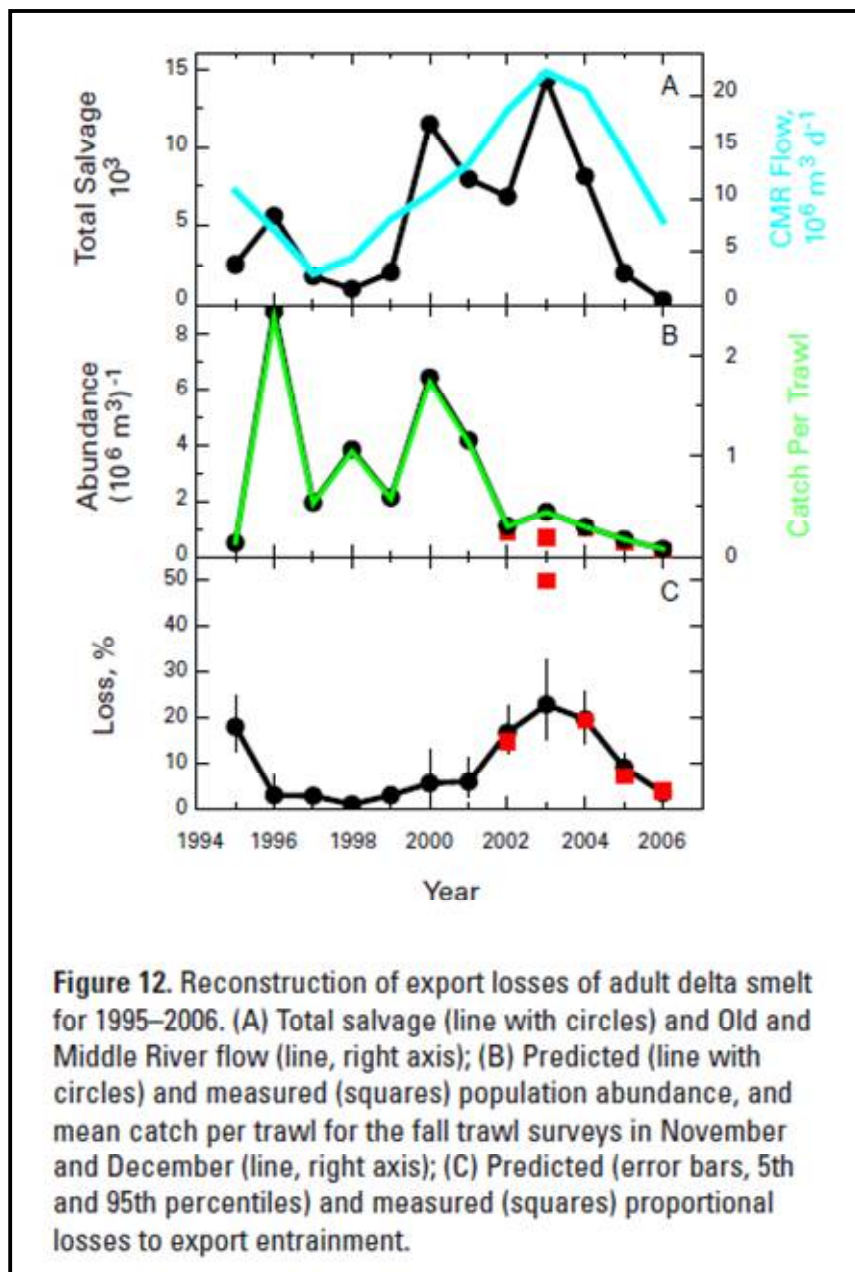 15
10
5
0
Total Salvage
10³
A
20
15
10
5
0
CMR Flow,
10⁶ m³ d⁻¹
8
6
4
2
0
Abundance
(10⁶ m³)⁻¹
B
2
1
0
Catch Per Trawl
50
40
30
20
10
0
Loss, %
C
1994 1996 1998 2000 2002 2004 2006
Year
Figure 12. Reconstruction of export losses of adult delta smelt
for 1995–2006. (A) Total salvage (line with circles) and Old and
Middle River flow (line, right axis); (B) Predicted (line with
circles) and measured (squares) population abundance, and
mean catch per trawl for the fall trawl surveys in November
and December (line, right axis); (C) Predicted (error bars, 5th
and 95th percentiles) and measured (squares) proportional
losses to export entrainment.